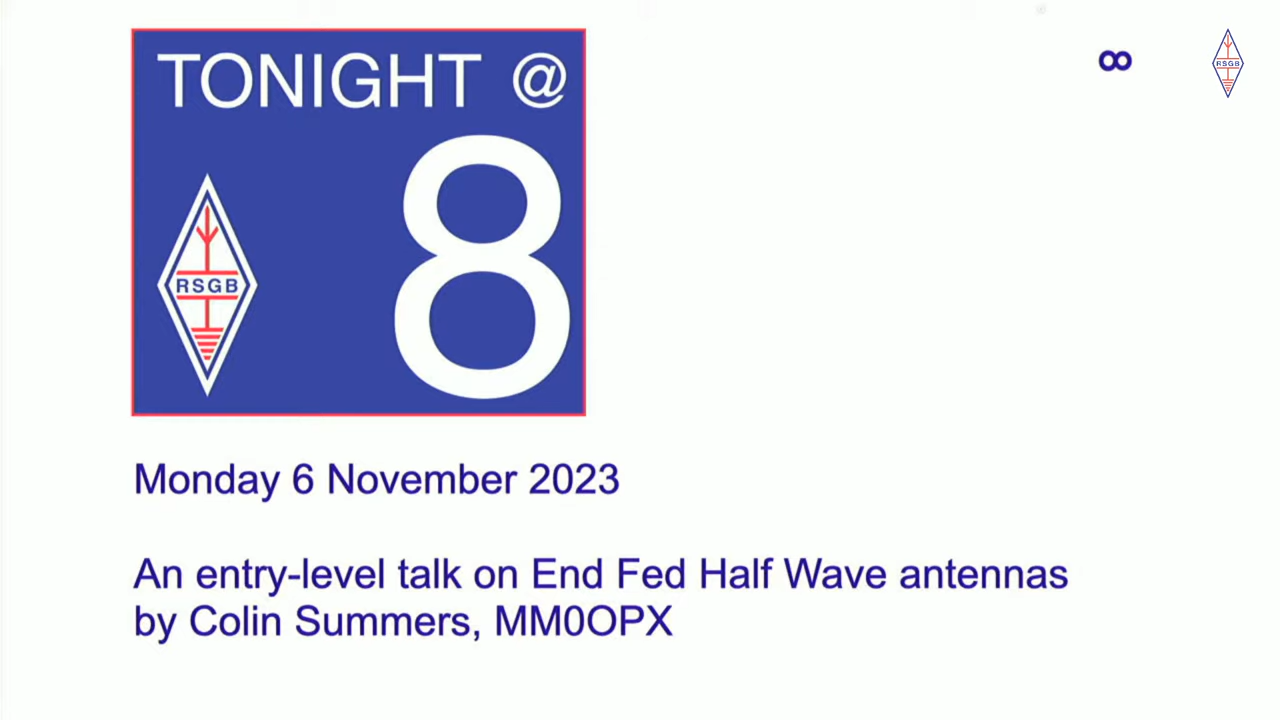 TONIGHT @
8
RSGB
RSGB
Monday 6 November 2023
An entry-level talk on End Fed Half Wave antennas
by Colin Summers, MM0OPX